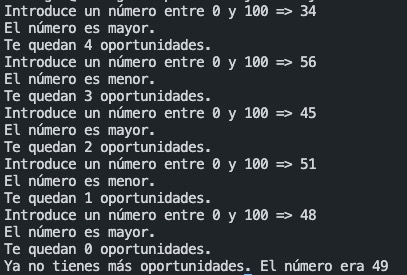 Introduce un número entre 0 y 100 => 34
El número es mayor.
Te quedan 4 oportunidades.
Introduce un número entre 0 y 100 => 56
El número es menor.
Te quedan 3 oportunidades.
Introduce un número entre 0 y 100 => 45
El número es mayor.
Te quedan 2 oportunidades.
Introduce un número entre 0 y 100 => 51
El número es menor.
Te quedan 1 oportunidades.
Introduce un número entre 0 y 100 => 48
El número es mayor.
Te quedan 0 oportunidades.
Ya no tienes más oportunidades. El número era 49